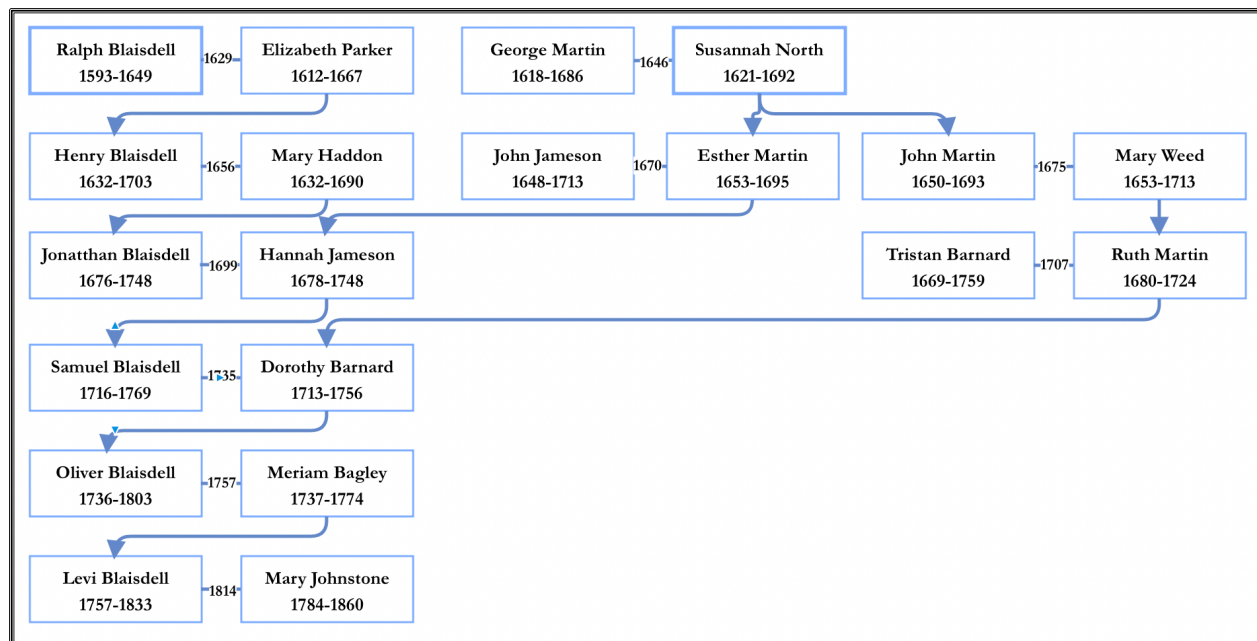 Ralph Blaisdell
1593-1649
1629
Elizabeth Parker
1612-1667
George Martin
1618-1686
1646
Susannah North
1621-1692
Henry Blaisdell
1632-1703
1656
Mary Haddon
1632-1690
John Jameson
1648-1713
1670
Esther Martin
1653-1695
John Martin
1650-1693
1675
Mary Weed
1653-1713
Jonatthan Blaisdell
1676-1748
1699
Hannah Jameson
1678-1748
Tristan Barnard
1669-1759
1707
Ruth Martin
1680-1724
Samuel Blaisdell
1716-1769
1735
Dorothy Barnard
1713-1756
Oliver Blaisdell
1736-1803
1757
Meriam Bagley
1737-1774
Levi Blaisdell
1757-1833
1814
Mary Johnstone
1784-1860